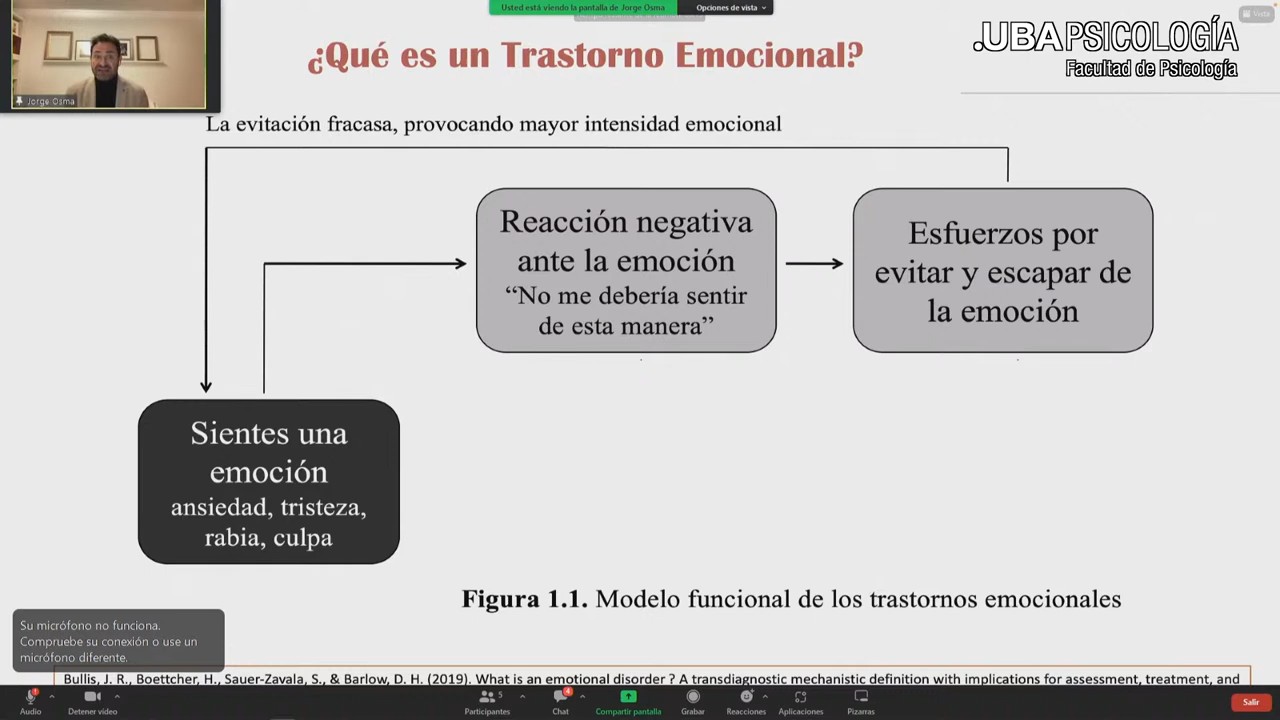 Usted está viendo la pantalla de Jorge Osma
Opciones de vista
Vista
.UBAPSICOLOGÍA
Facultad de Psicología
Jorge Osma
¿Qué es un Trastorno Emocional?
La evitación fracasa, provocando mayor intensidad emocional
Reacción negativa
ante la emoción
“No me debería sentir
de esta manera”
Esfuerzos por
evitar y escapar de
la emoción
Sientes una
emoción
ansiedad, tristeza,
rabia, culpa
Figura 1.1. Modelo funcional de los trastornos emocionales
Su micrófono no funciona.
Compruebe su conexión o use un
micrófono diferente.
Bullis, J. R., Boettcher, H., Sauer-Zavala, S., & Barlow, D. H. (2019). What is an emotional disorder ? A transdiagnostic mechanistic definition with implications for assessment, treatment, and
Audio
Detener video
Participantes
5
Chat
4
Compartir pantalla
Grabar
Reacciones
Aplicaciones
Pizarras
Salir